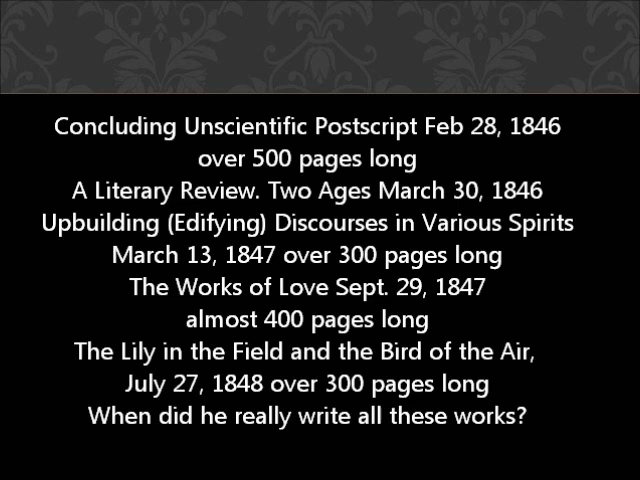 Concluding Unscientific Postscript Feb 28, 1846
over 500 pages long
A Literary Review. Two Ages March 30, 1846
Upbuilding (Edifying) Discourses in Various Spirits
March 13, 1847 over 300 pages long
The Works of Love Sept. 29, 1847
almost 400 pages long
The Lily in the Field and the Bird of the Air,
July 27, 1848 over 300 pages long
When did he really write all these works?